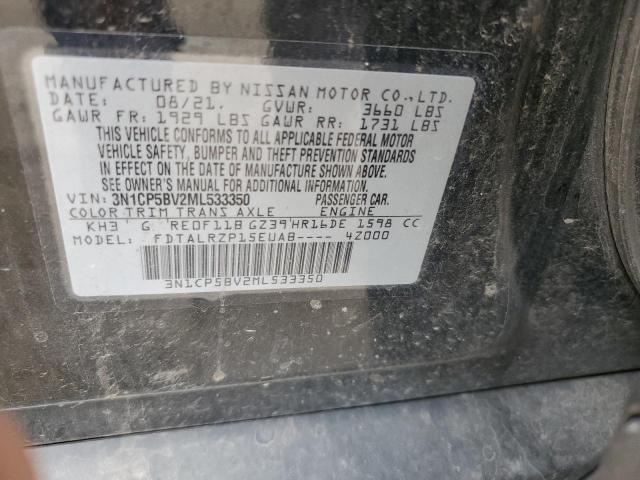 MANUFACTURED BY NISSAN MOTOR CO.,LTD.
DATE: 08/21. GVWR: 3660 LBS
GAWR FR: 1929 LBS GAWR RR: 1731 LBS
THIS VEHICLE CONFORMS TO ALL APPLICABLE FEDERAL MOTOR
VEHICLE SAFETY, BUMPER AND THEFT PREVENTION STANDARDS
IN EFFECT ON THE DATE OF MANUFACTURE SHOWN ABOVE.
SEE OWNER'S MANUAL FOR ADDITIONAL INFORMATION.
VIN: 3N1CP5BV2ML533350 PASSENGER CAR.
COLOR TRIM TRANS AXLE ENGINE
KH3 G RE0F11B GZ39 HR16DE 1598 CC
FDTALRZP15EUAB---- 4Z000
3N1CP5BV2ML533350